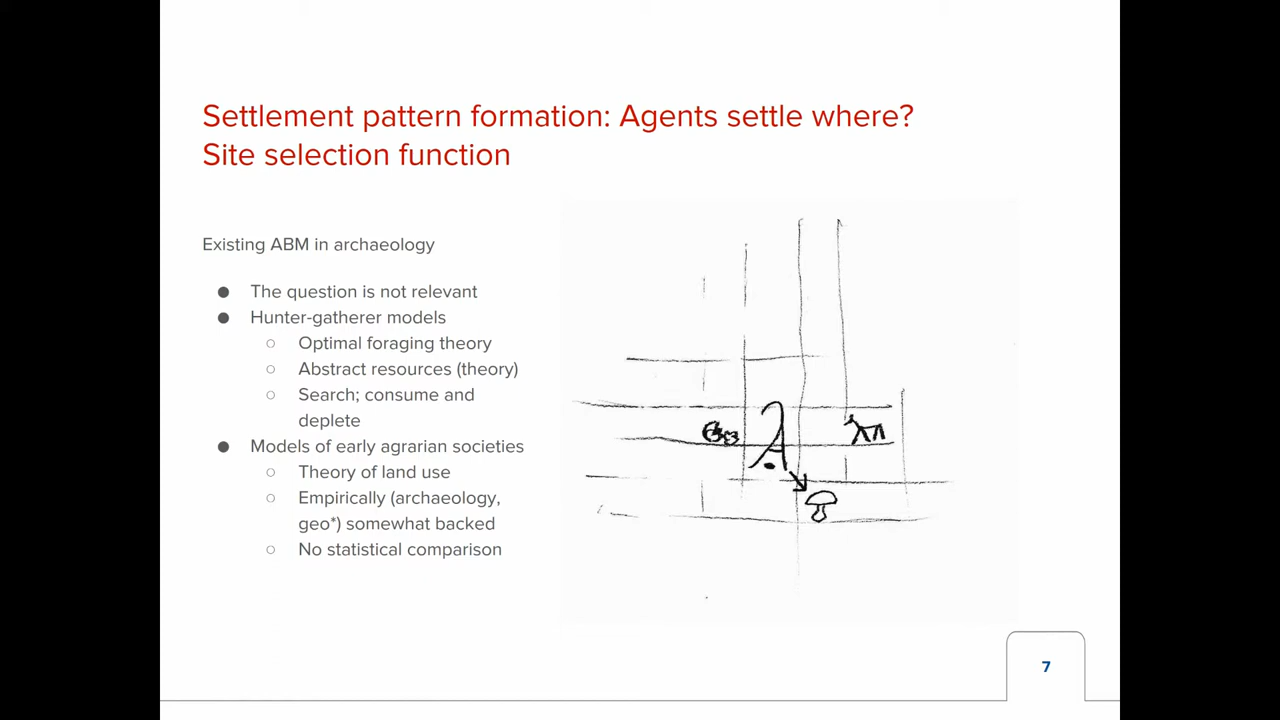 Settlement pattern formation: Agents settle where?
Site selection function
Existing ABM in archaeology
● The question is not relevant
● Hunter-gatherer models
○ Optimal foraging theory
○ Abstract resources (theory)
○ Search; consume and
deplete
● Models of early agrarian societies
○ Theory of land use
○ Empirically (archaeology,
geo*) somewhat backed
○ No statistical comparison
A
7